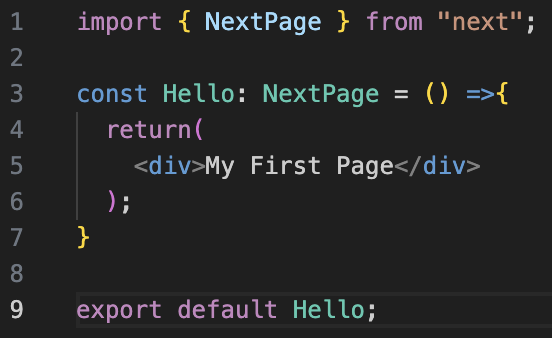 1 import { NextPage } from "next";
2
3 const Hello: NextPage = () =>{
4   return(
5     <div>My First Page</div>
6   );
7 }
8
9 export default Hello;